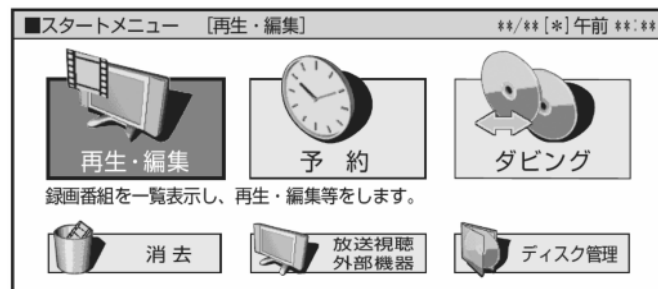 ■スタートメニュー [再生・編集] **/** [*] 午前 **:**
再生・編集 予約 ダビング
録画番組を一覧表示し、再生・編集等をします。
消去 放送視聴 ディスク管理
外部機器